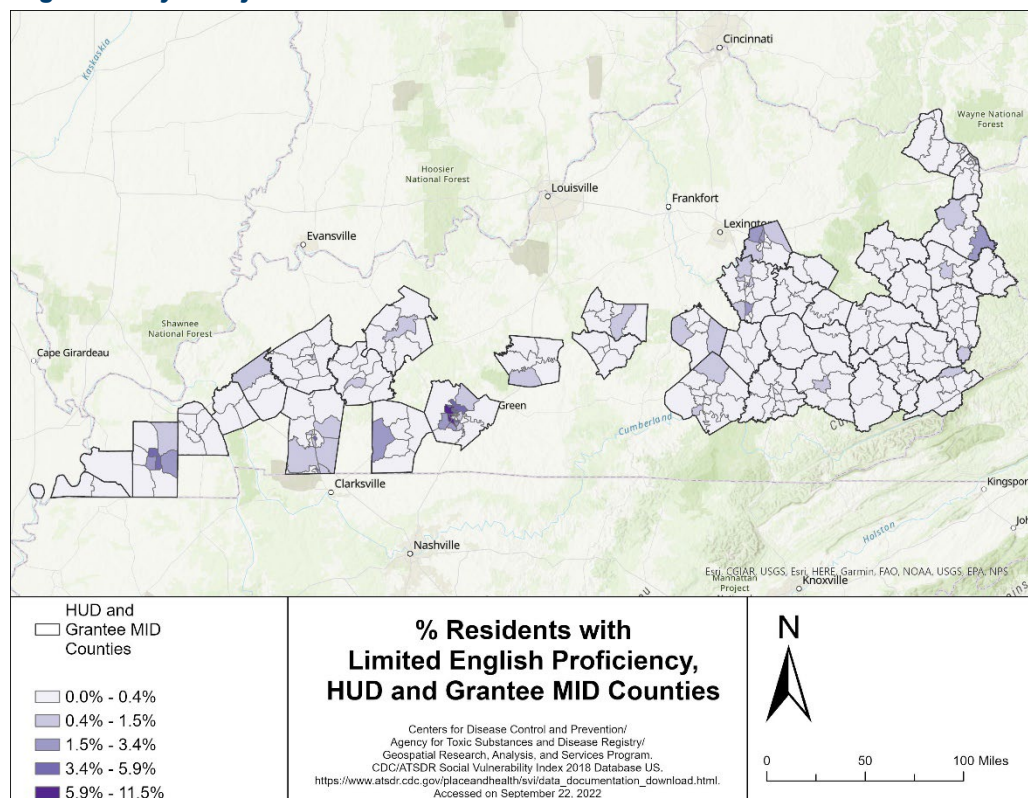 Cincinnati
Kaskaskia
Wayne National
Forest
Hoosier
National Forest
Louisville
Frankfort
Lexington
Evansville
Shawnee
National Forest
Cape Girardeau
Green
Cumberland
Clarksville
Kingspor
Holston
Joh
Nashville
Esri, CGIAR, USGS, Esri, HERE, Garmin, FAO, NOAA, USGS, EPA, NPS
Manhattan
Project
Knoxville
HUD and
Grantee MID
Counties
0.0% - 0.4%
0.4% - 1.5%
1.5% - 3.4%
3.4% - 5.9%
5.9% - 11.5%
% Residents with
Limited English Proficiency,
HUD and Grantee MID Counties
Centers for Disease Control and Prevention/
Agency for Toxic Substances and Disease Registry/
Geospatial Research, Analysis, and Services Program.
CDC/ATSDR Social Vulnerability Index 2018 Database US.
https://www.atsdr.cdc.gov/placeandhealth/svi/data_documentation_download.html.
Accessed on September 22, 2022
N
0 50 100 Miles